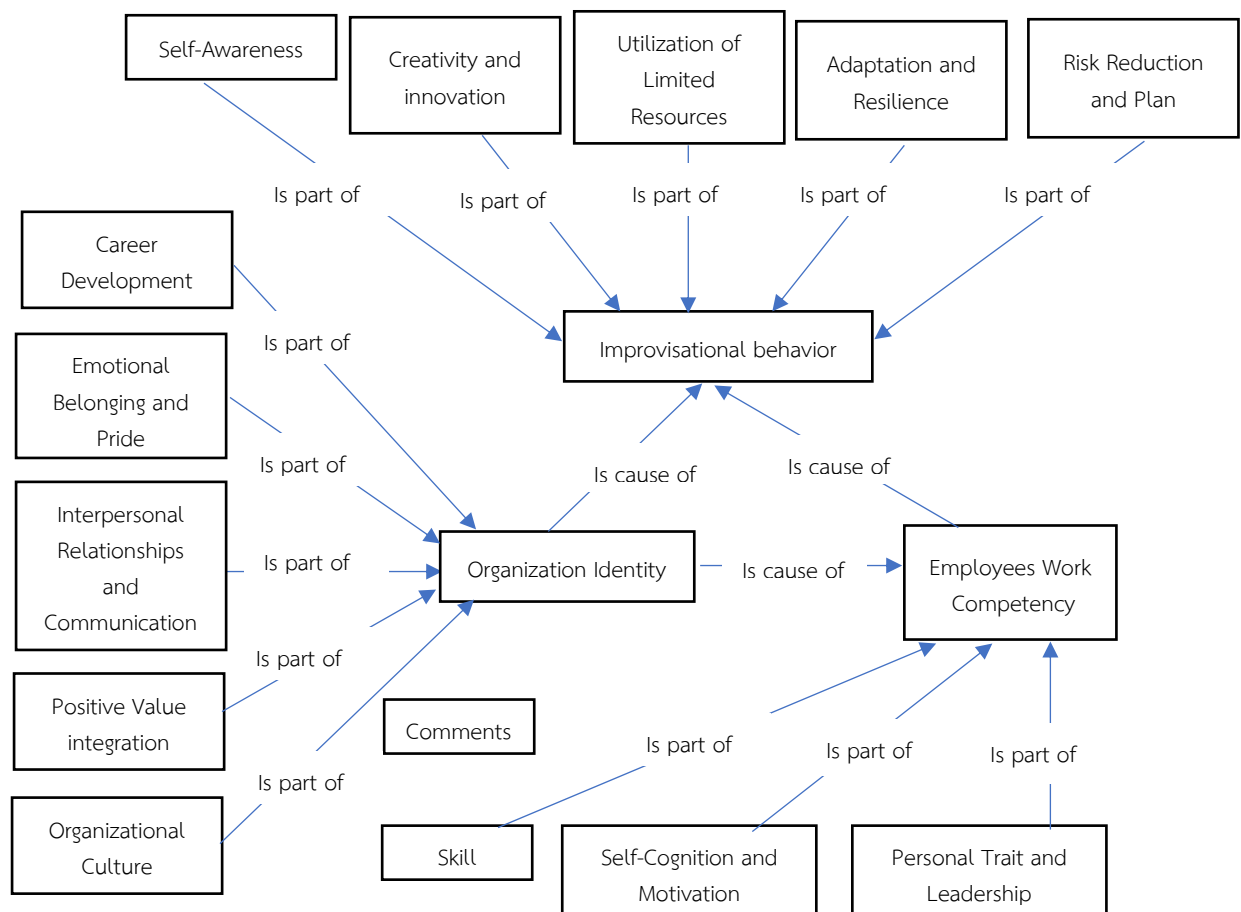 Self-Awareness
Creativity and
innovation
Utilization of
Limited
Resources
Adaptation and
Resilience
Risk Reduction
and Plan
Is part of
Is part of
Is part of
Is part of
Is part of
Career
Development
Is part of
Improvisational behavior
Emotional
Belonging and
Pride
Is part of
Is cause of
Is cause of
Interpersonal
Relationships
and
Communication
Is part of
Organization Identity
Is cause of
Employees Work
Competency
Is part of
Positive Value
integration
Comments
Is part of
Is part of
Is part of
Is part of
Organizational
Culture
Skill
Self-Cognition and
Motivation
Personal Trait and
Leadership